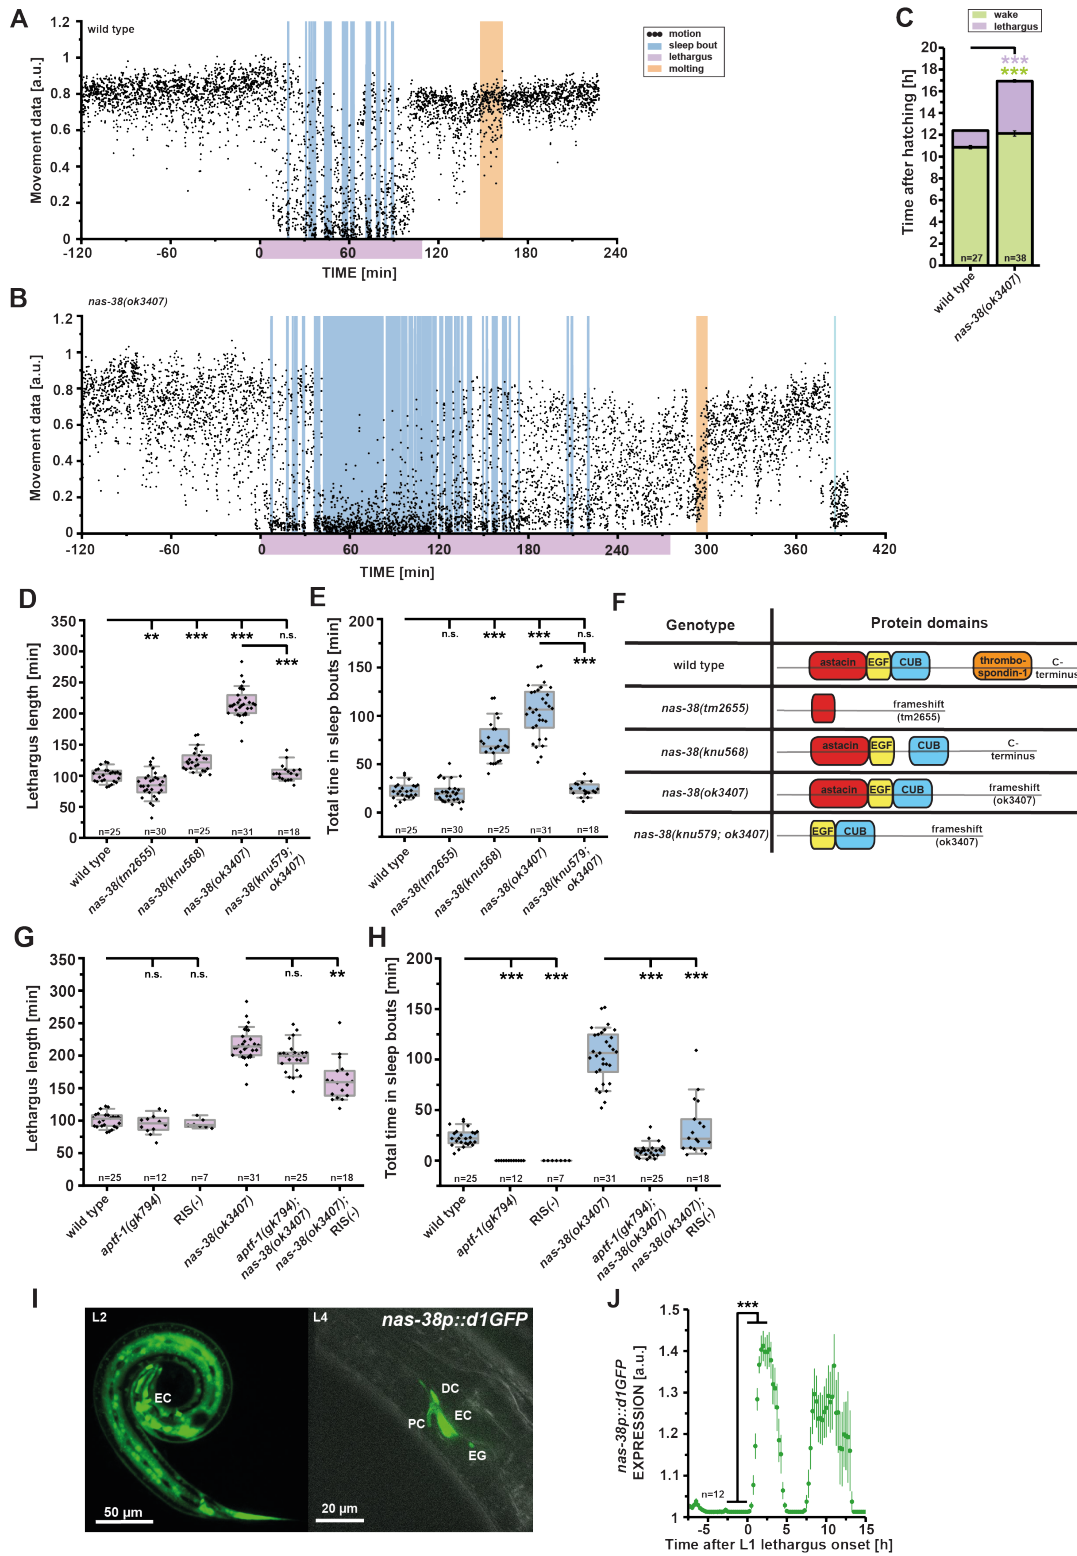 A
wild type
Movement data [a.u.]
1.2
1
0.8
0.6
0.4
0.2
0
-120
-60
0
60
120
180
240
TIME [min]
motion
sleep bout
lethargus
molting
C
wake
lethargus
Time after hatching [h]
20
18
16
14
12
10
8
6
4
2
0
***
***
n=27
n=38
wild type
nas-38(ok3407)
B
nas-38(ok3407)
Movement data [a.u.]
1.2
1
0.8
0.6
0.4
0.2
0
-120
-60
0
60
120
180
240
300
360
420
TIME [min]
D
Lethargus length [min]
350
300
250
200
150
100
50
0
**
***
***
n.s.
***
n=25
n=30
n=25
n=31
n=18
wild type
nas-38(tm2655)
nas-38(knu568)
nas-38(ok3407)
nas-38(knu579;
ok3407)
E
Total tine in sleep bouts [min]
200
150
100
50
0
n.s.
***
***
n.s.
***
n=25
n=30
n=25
n=31
n=18
wild type
nas-38(tm2655)
nas-38(knu568)
nas-38(ok3407)
nas-38(knu579;
ok3407)
F
Genotype
Protein domains
wild type
astacin
EGF
CUB
thrombo-
spondin-1
C-
terminus
nas-38(tm2655)
frameshift
(tm2655)
nas-38(knu568)
astacin
EGF
CUB
C-
terminus
nas-38(ok3407)
astacin
EGF
CUB
frameshift
(ok3407)
nas-38(knu579; ok3407)
EGF
CUB
frameshift
(ok3407)
G
Lethargus length [min]
350
300
250
200
150
100
50
0
n.s.
n.s.
n.s.
**
n=25
n=12
n=7
n=31
n=25
n=18
wild type
aptf-1(gk794)
RIS(-)
nas-38(ok3407)
aptf-1(gk794);
nas-38(ok3407)
nas-38(ok3407);
RIS(-)
H
Total time in sleep bouts [min]
200
150
100
50
0
***
***
***
***
n=25
n=12
n=7
n=31
n=25
n=18
wild type
aptf-1(gk794)
RIS(-)
nas-38(ok3407)
aptf-1(gk794);
nas-38(ok3407)
nas-38(ok3407);
RIS(-)
I
L2
EC
50 µm
L4
nas-38p::d1GFP
DC
PC
EC
EG
20 µm
J
nas-38p::d1GFP
EXPRESSION [a.u.]
1.5
1.4
1.3
1.2
1.1
1
***
n=12
-5
0
5
10
15
Time after L1 lethargus onset [h]